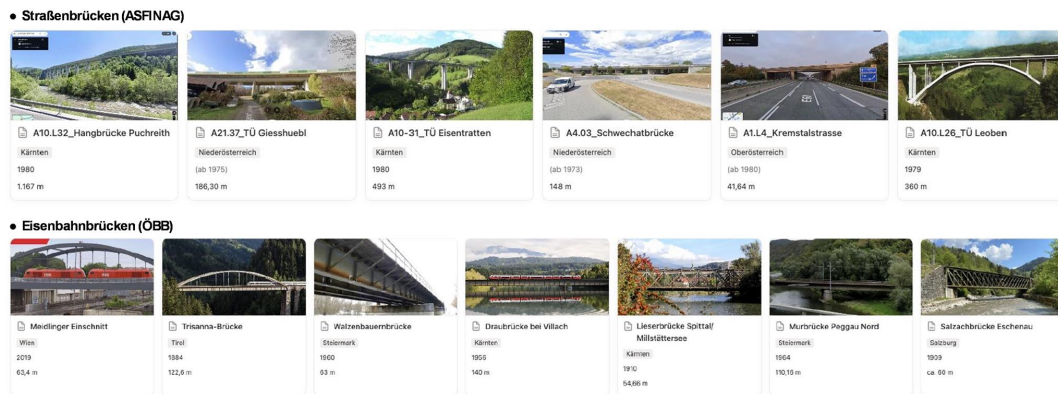 Straßenbrücken (ASFINAG)
A10.L32_Hangbrücke Puchreith
Kärnten
1980
1.167 m
A21.37_TÜ Giesshuebl
Niederösterreich
(ab 1975)
186,30 m
A10-31_TÜ Eisentratten
Kärnten
1980
493 m
A4.03_Schwechatbrücke
Niederösterreich
(ab 1973)
148 m
A1.L4_Kremstalstrasse
Oberösterreich
(ab 1980)
41,64 m
A10.L26_TÜ Leoben
Kärnten
1979
360 m
Eisenbahnbrücken (ÖBB)
Meidlinger Einschnitt
Wien
2019
63,4 m
Trisanna-Brücke
Tirol
1884
122,6 m
Walzenbauernbrücke
Steiermark
1960
63 m
Draubrücke bei Villach
Kärnten
1956
140 m
Lieserbrücke Spittal/
Millstättersee
Kärnten
1910
54,66 m
Murbrücke Peggau Nord
Steiermark
1964
110,16 m
Salzachbrücke Eschenau
Salzburg
1909
ca. 60 m